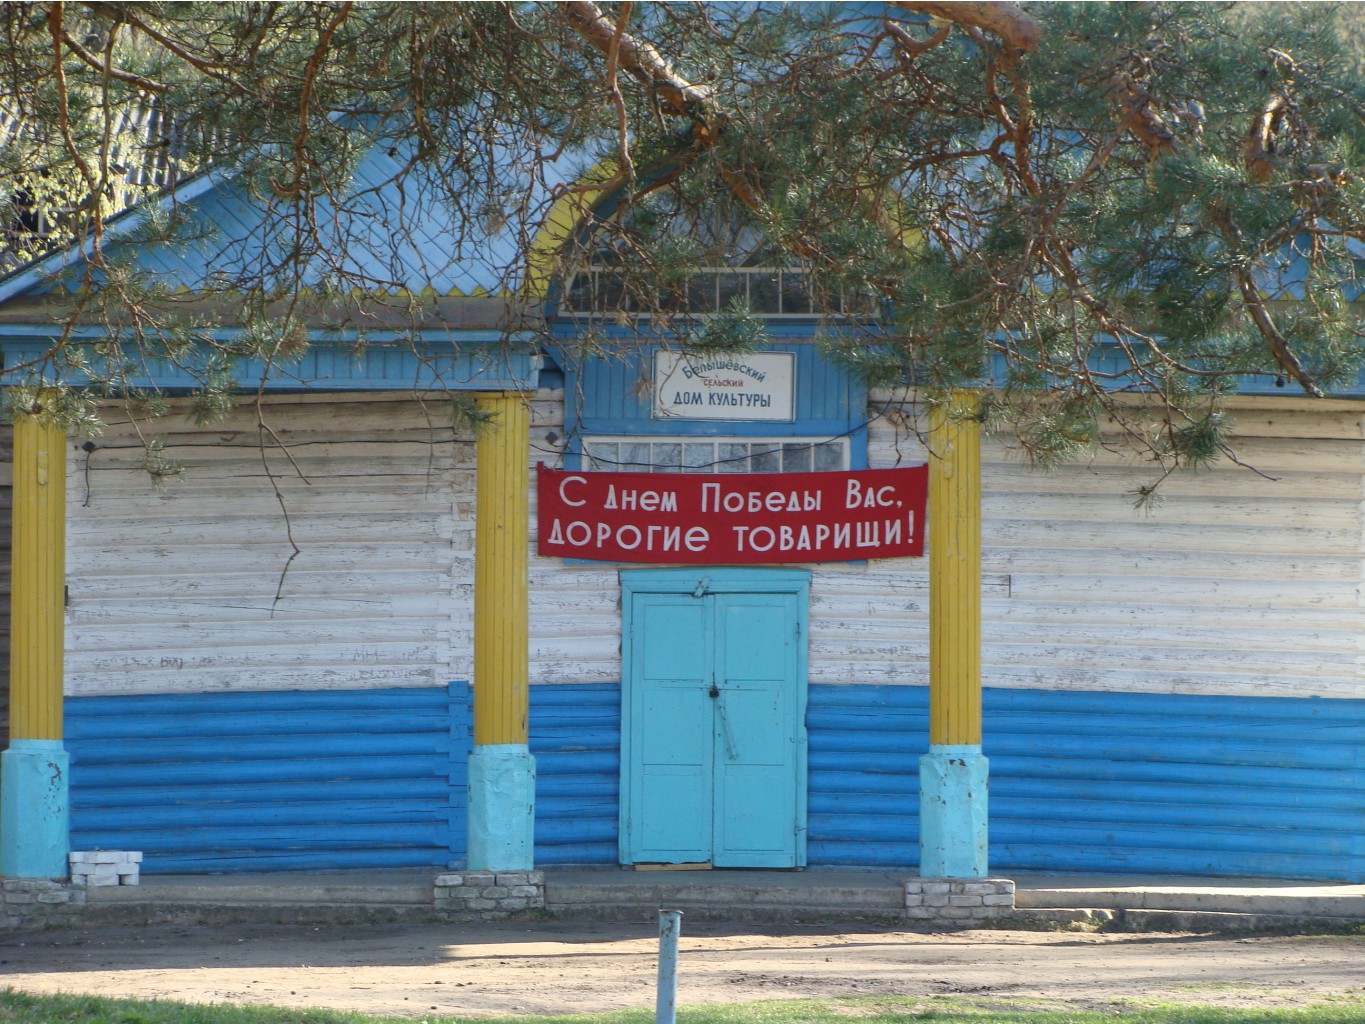 Белышевский
сельский
ДОМ КУЛЬТУРЫ
С Днем Победы Вас,
ДОРОГИЕ ТОВАРИЩИ!